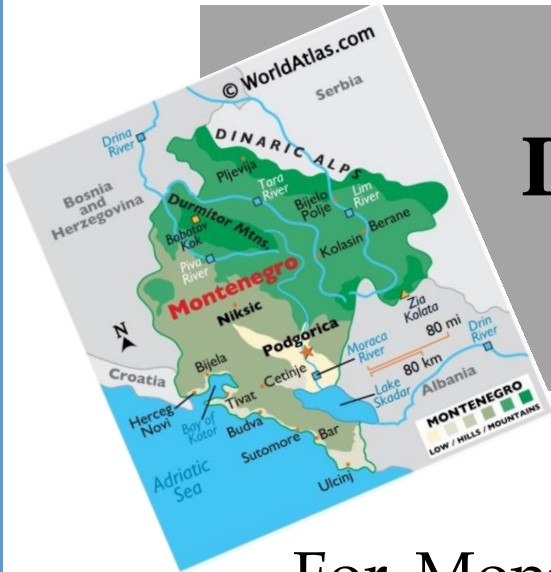 © WorldAtlas.com
Serbia
Drina
River
DINARIC ALPS
Pljevija
Tara
River
Bosnia
and
Herzegovina
Bijelo
Polje
Lim
River
Durmitor Mtns.
Berane
Bobotov
Kok
Kolasin
Piva
River
Montenegro
Zia
Kolata
Niksic
N
Podgorica
80 mi
80 km
Moraca
River
Drin
River
Bijela
Cetinje
Croatia
Albania
Lake
Skadar
Herceg
Novi
Tivat
Bay of
Kotor
Budva
MONTENEGRO
LOW / HILLS / MOUNTAINS
Sutomore
Bar
Adriatic
Sea
Ulcinj
For